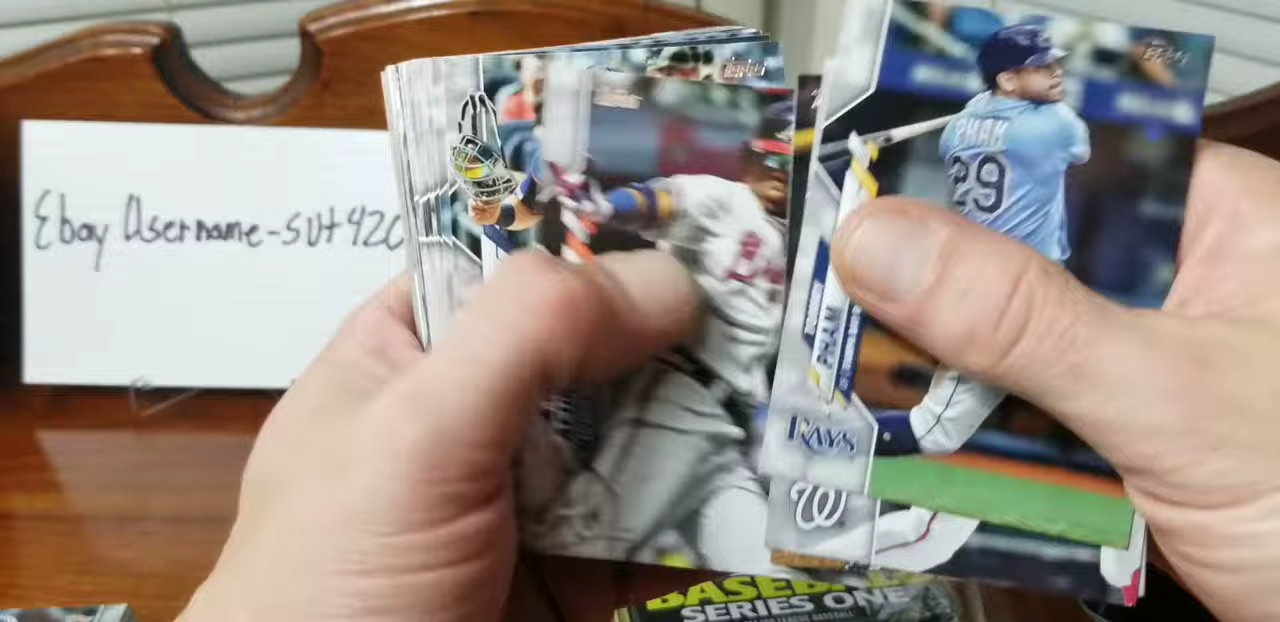 Ebay Username-sut420
PHAM
29
PHAM
RAYS
W
BASEBALL
SERIES ONE